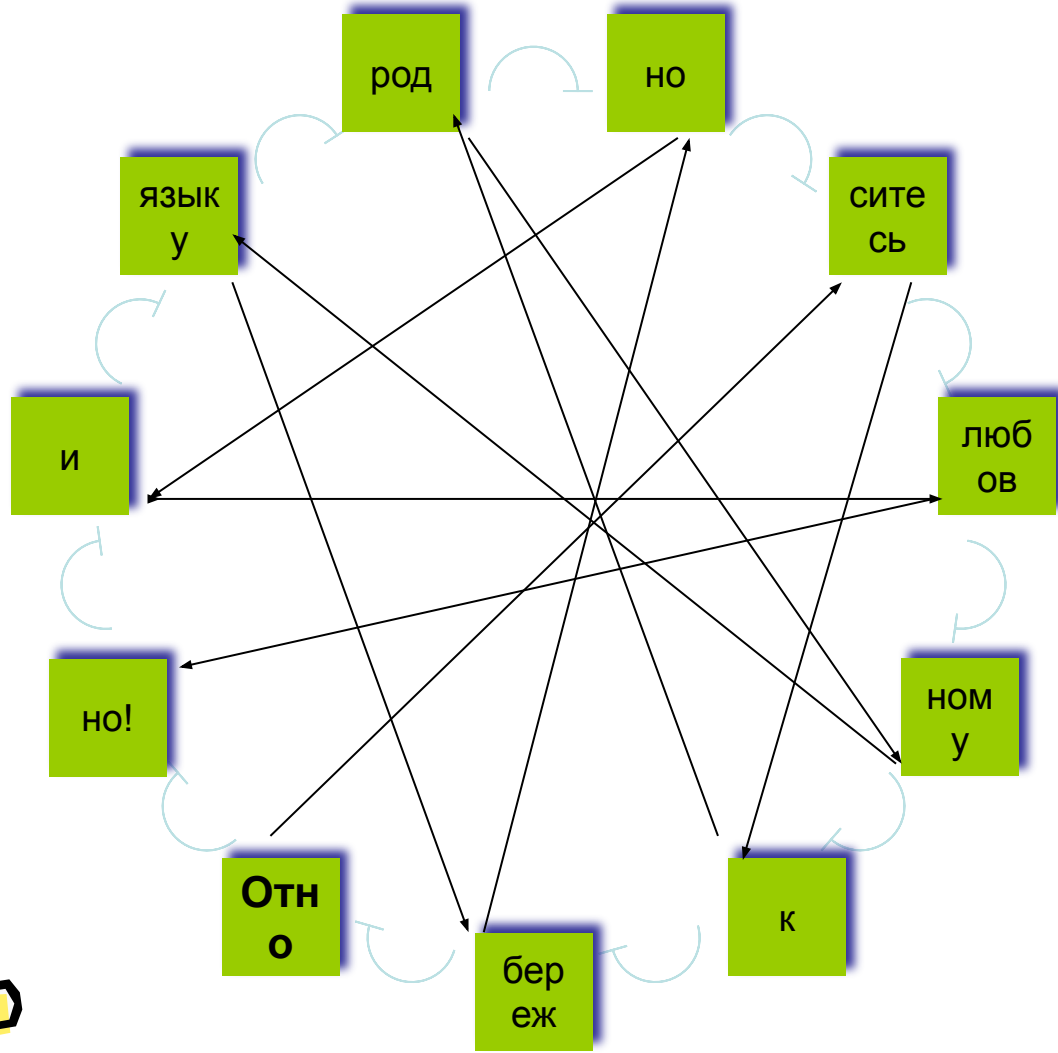 род
но
язык
у
сите
сь
и
люб
ов
но!
ном
у
Отн
о
к
бер
еж